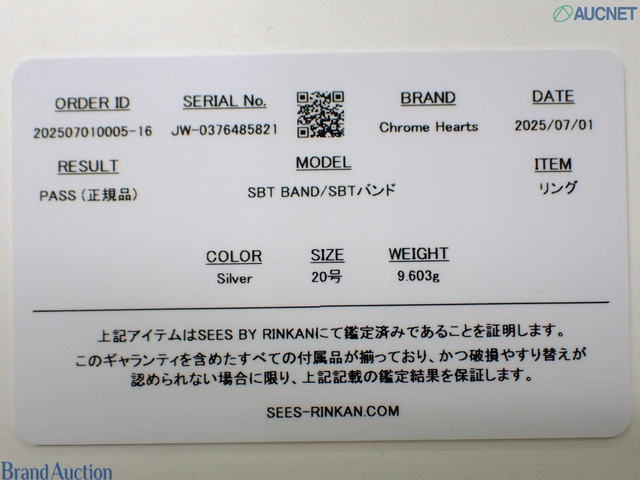 AUCNET
ORDER ID
202507010005-16
SERIAL No.
JW-0376485821
BRAND
Chrome Hearts
DATE
2025/07/01
RESULT
PASS (正規品)
MODEL
SBT BAND/SBTバンド
ITEM
リング
COLOR
Silver
SIZE
20号
WEIGHT
9.603g
上記アイテムはSEES BY RINKANにて鑑定済みであることを証明します。
このギャランティを含めたすべての付属品が揃っており、かつ破損やすり替えが
認められない場合に限り、上記記載の鑑定結果を保証します。
SEES-RINKAN.COM
Brand Auction